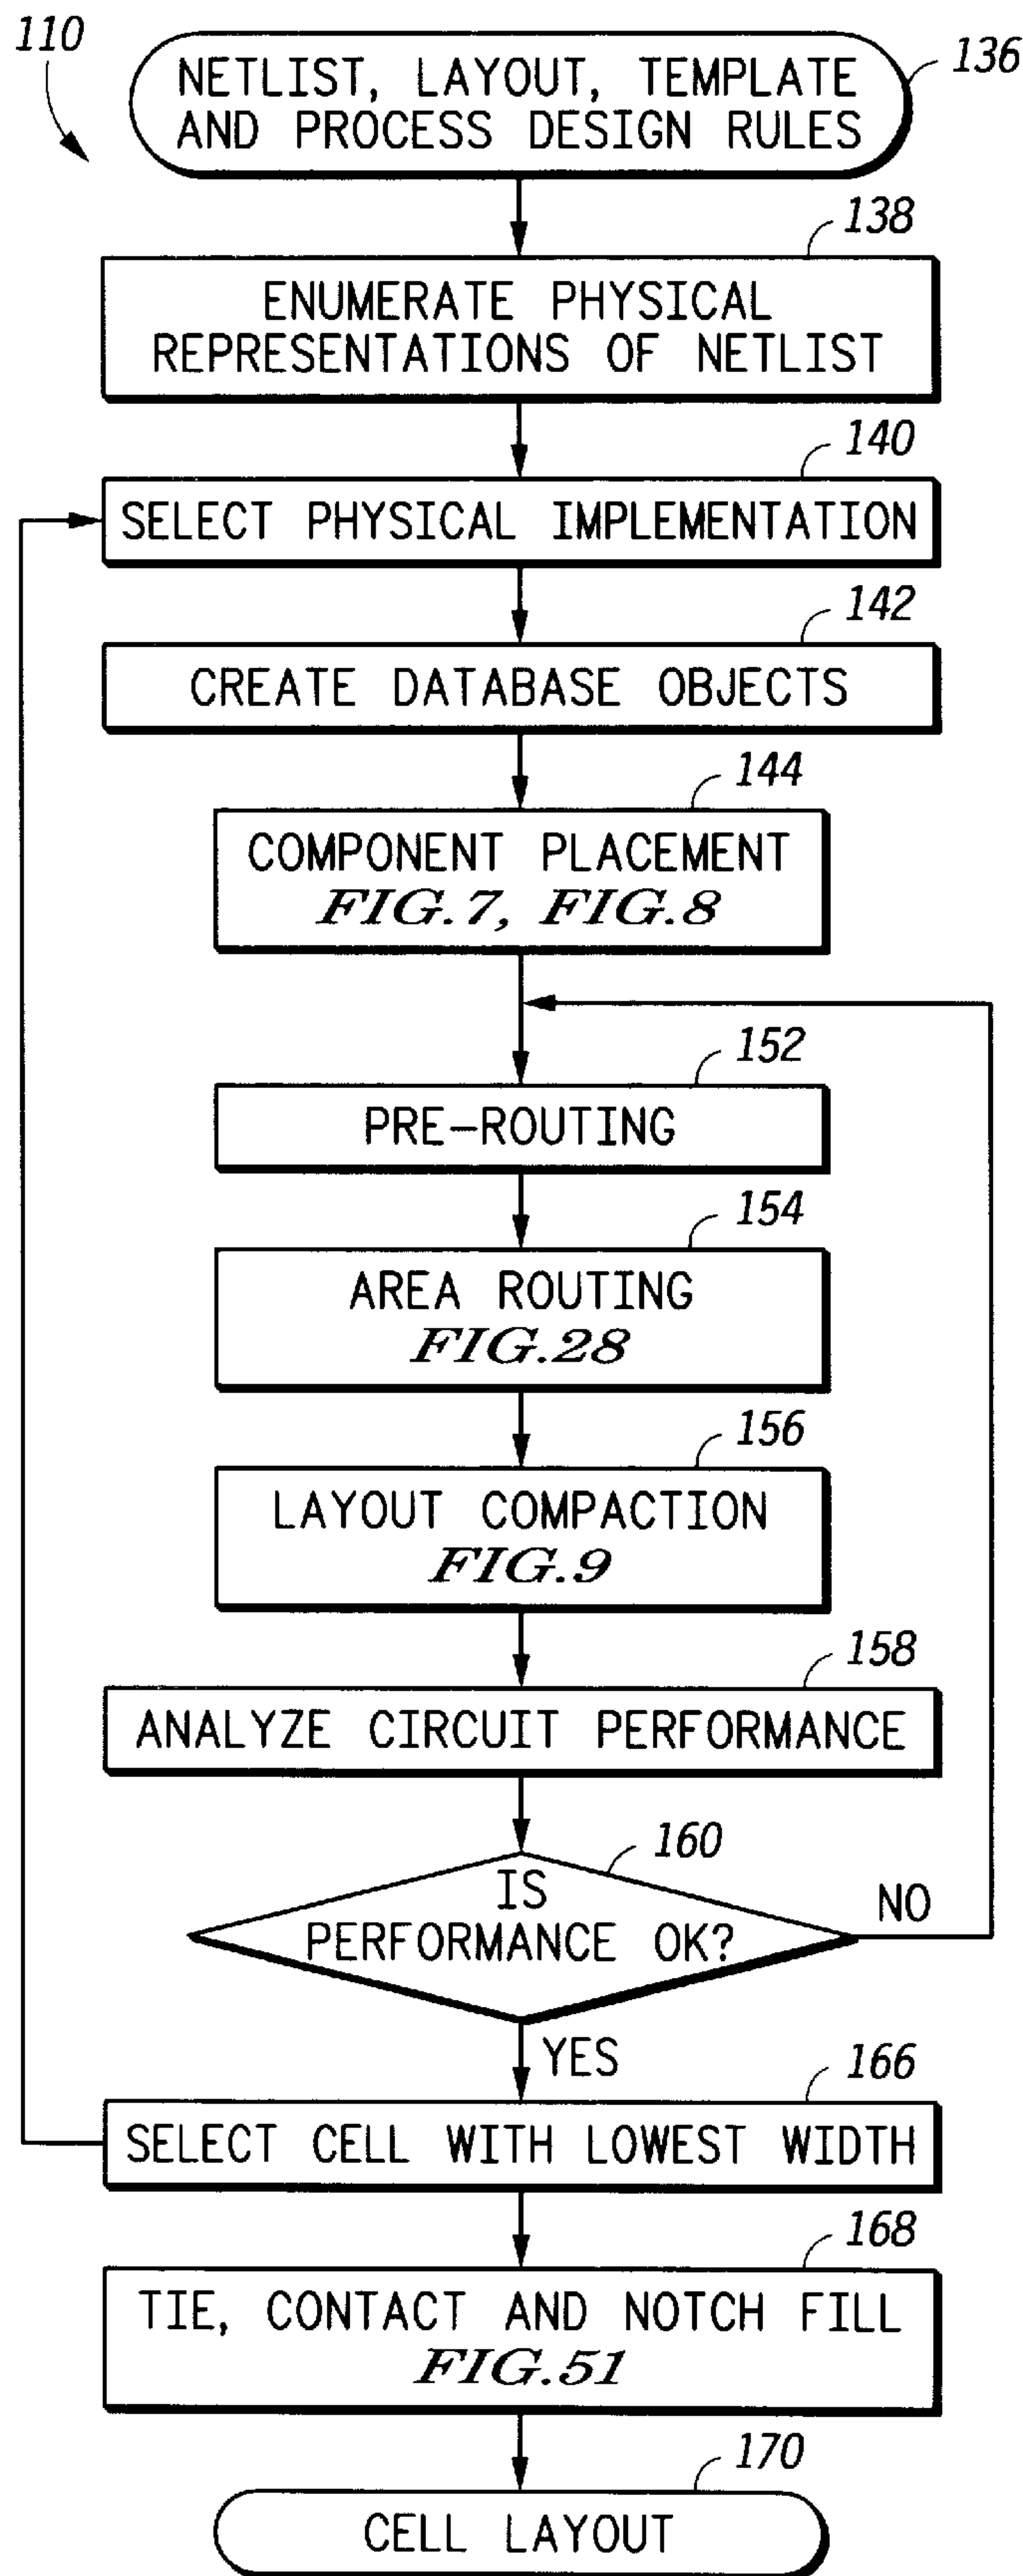 110
136
NETLIST, LAYOUT, TEMPLATE
AND PROCESS DESIGN RULES
138
ENUMERATE PHYSICAL
REPRESENTATIONS OF NETLIST
140
SELECT PHYSICAL IMPLEMENTATION
142
CREATE DATABASE OBJECTS
144
COMPONENT PLACEMENT
FIG.7, FIG.8
152
PRE-ROUTING
154
AREA ROUTING
FIG.28
156
LAYOUT COMPACTION
FIG.9
158
ANALYZE CIRCUIT PERFORMANCE
160
IS
PERFORMANCE OK?
NO
YES
166
SELECT CELL WITH LOWEST WIDTH
168
TIE, CONTACT AND NOTCH FILL
FIG.51
170
CELL LAYOUT